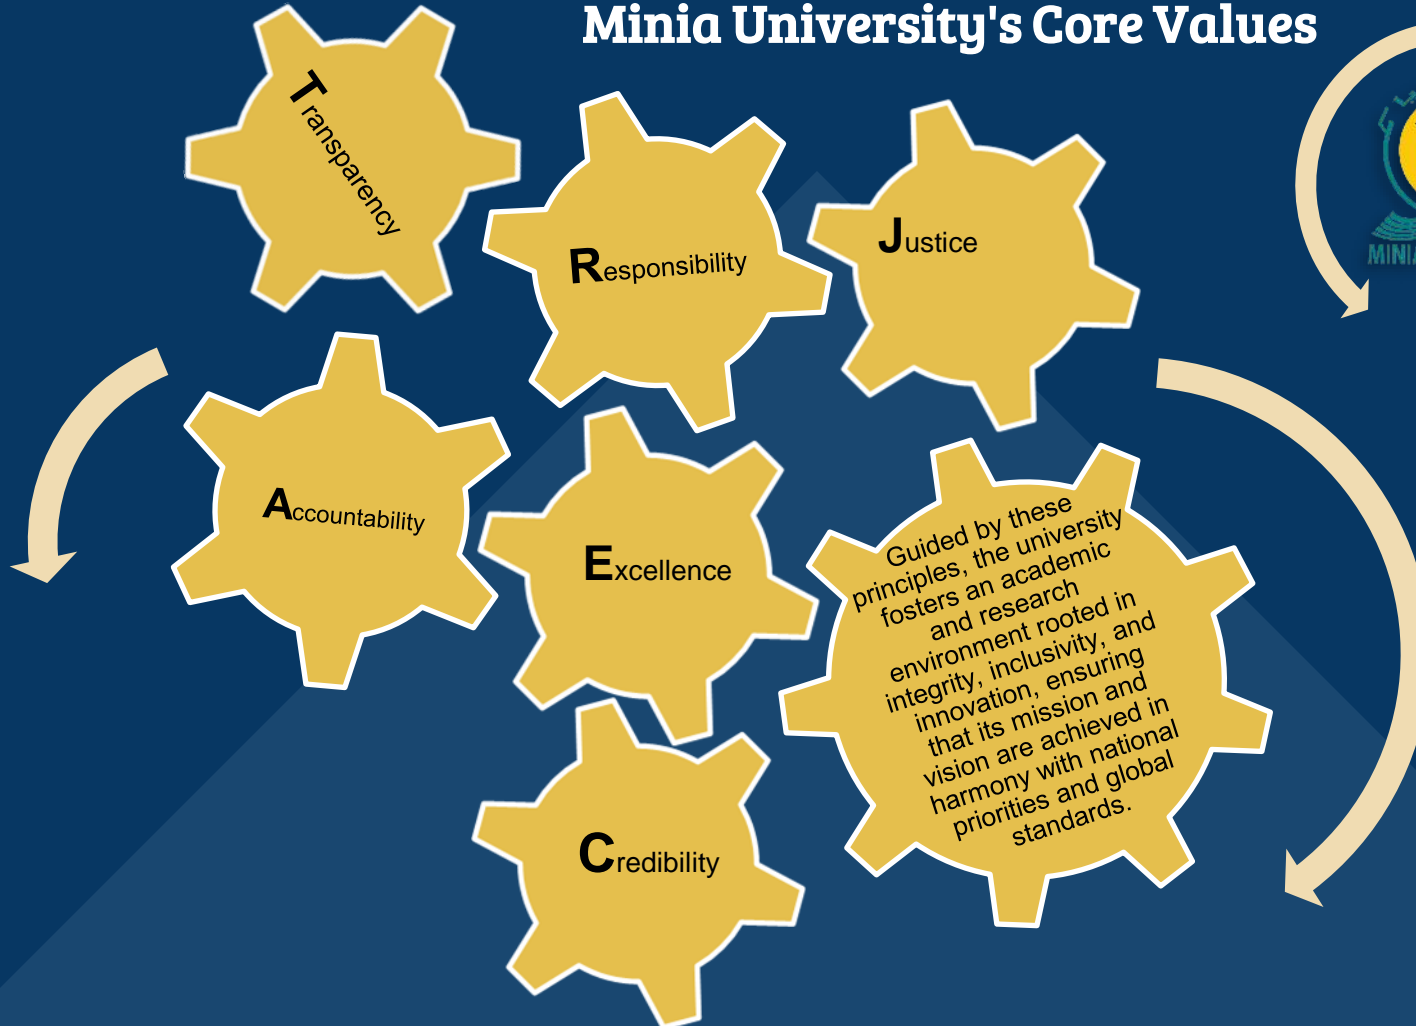 Minia University's Core Values
Transparency
Responsibility
Justice
Accountability
Excellence
Credibility
Guided by these
principles, the university
fosters an academic
and research
environment rooted in
integrity, inclusivity, and
innovation, ensuring
that its mission and
vision are achieved in
harmony with national
priorities and global
standards.